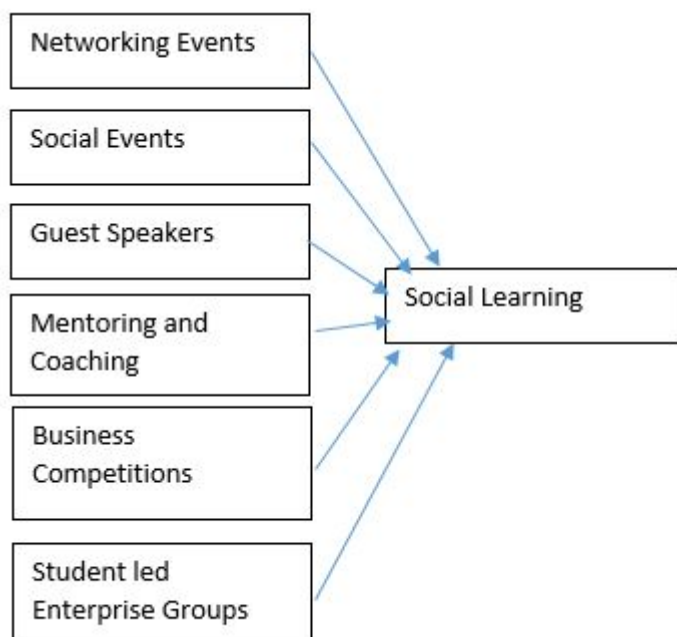 Networking Events
Social Events
Guest Speakers
Mentoring and
Coaching
Business
Competitions
Student led
Enterprise Groups
Social Learning